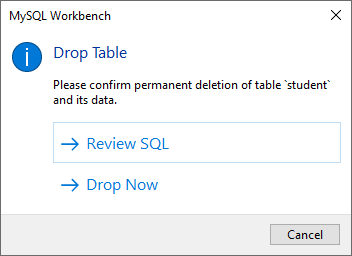 MySQL Workbench
Drop Table
Please confirm permanent deletion of table `student`
and its data.
Review SQL
Drop Now
Cancel